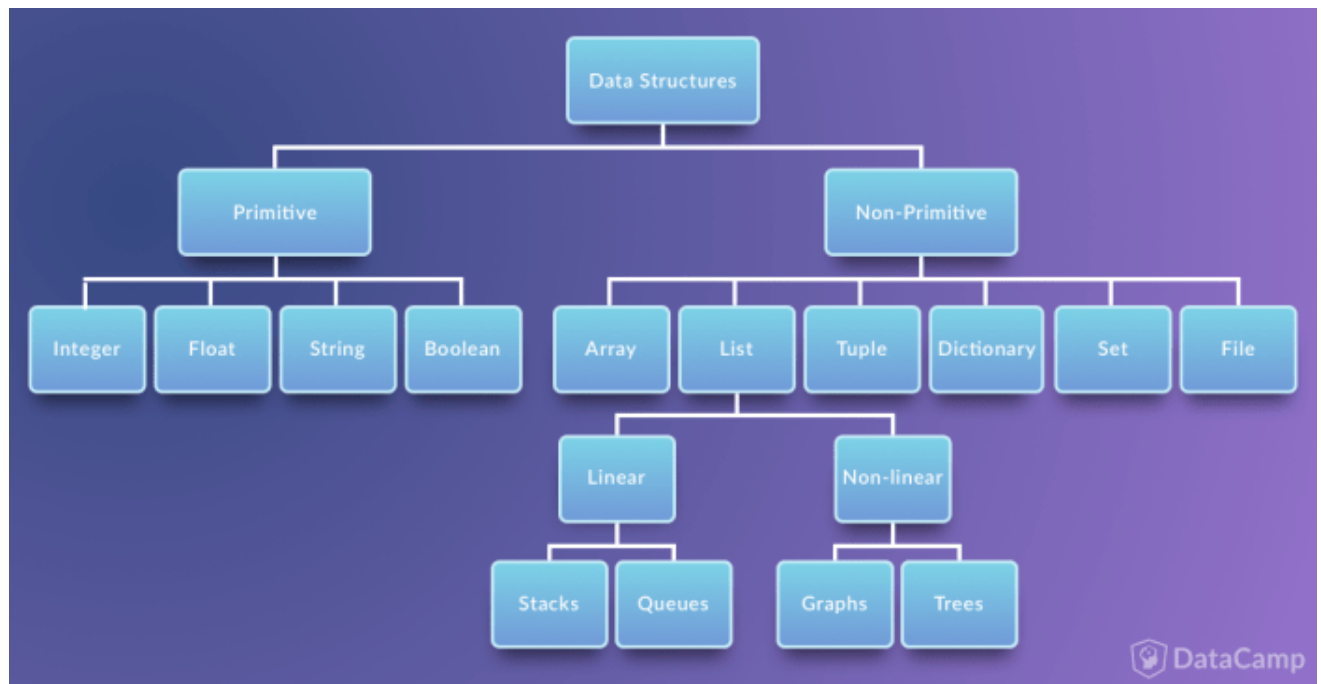 Data Structures
Primitive
Non-Primitive
Integer
Float
String
Boolean
Array
List
Tuple
Dictionary
Set
File
Linear
Non-linear
Stacks
Queues
Graphs
Trees
DataCamp